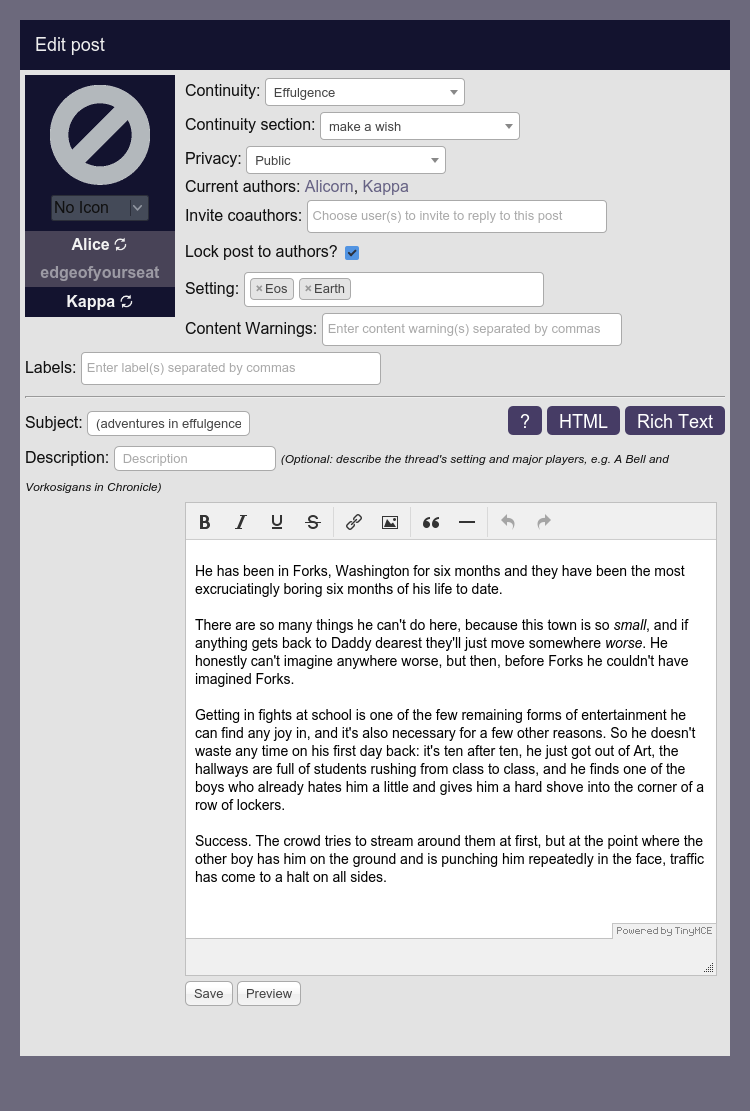 Edit post
Continuity: Effulgence
Continuity section: make a wish
Privacy: Public
Current authors: Alicorn, Kappa
No Icon
Invite coauthors: Choose user(s) to invite to reply to this post
Alice
Lock post to authors?
edgeofyourseat
Setting: ×Eos ×Earth
Kappa
Content Warnings: Enter content warning(s) separated by commas
Labels: Enter label(s) separated by commas
Subject: (adventures in effulgence
? HTML Rich Text
Description: Description (Optional: describe the thread's setting and major players, e.g. A Bell and
Vorkosigans in Chronicle)
B I U S
He has been in Forks, Washington for six months and they have been the most
excruciatingly boring six months of his life to date.
There are so many things he can't do here, because this town is so small, and if
anything gets back to Daddy dearest they'll just move somewhere worse. He
honestly can't imagine anywhere worse, but then, before Forks he couldn't have
imagined Forks.
Getting in fights at school is one of the few remaining forms of entertainment he
can find any joy in, and it's also necessary for a few other reasons. So he doesn't
waste any time on his first day back: it's ten after ten, he just got out of Art, the
hallways are full of students rushing from class to class, and he finds one of the
boys who already hates him a little and gives him a hard shove into the corner of a
row of lockers.
Success. The crowd tries to stream around them at first, but at the point where the
other boy has him on the ground and is punching him repeatedly in the face, traffic
has come to a halt on all sides.
Powered by TinyMCE
Save Preview